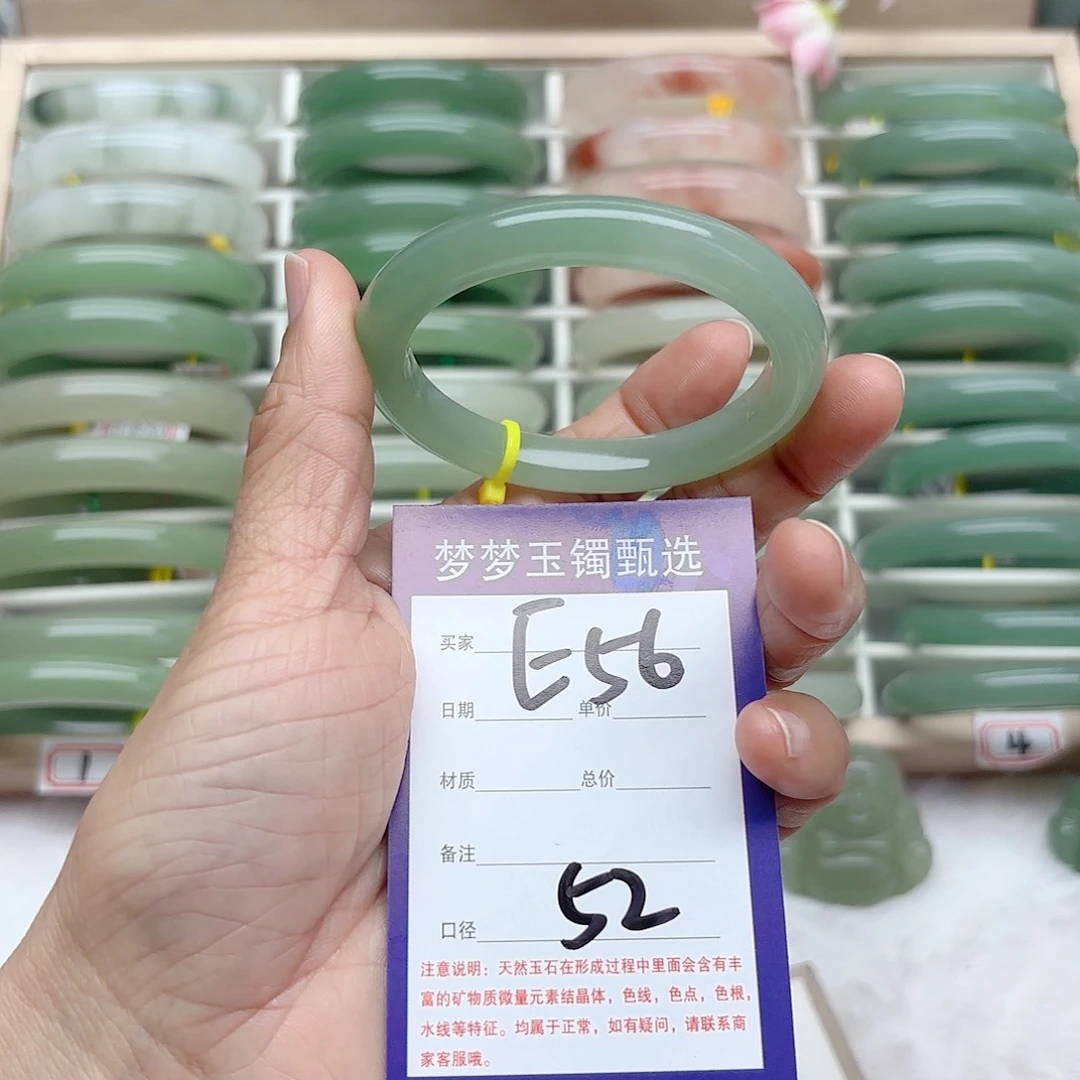 梦梦玉镯甄选
买家 E56
日期 单价
材质 总价
备注
口径 52
注意说明：天然玉石在形成过程中里面会含有丰
富的矿物质微量元素结晶体，色线，色点，色根，
水线等特征。均属于正常，如有疑问，请联系商
家客服哦。
1
4